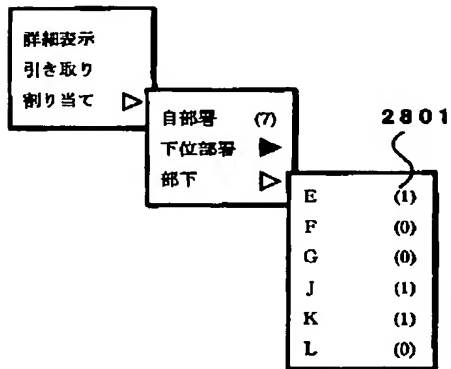 詳細表示
引き取り
割り当て ▷
自部署 (7)
下位部署 ▶
部下 ▷
2801
E (1)
F (0)
G (0)
J (1)
K (1)
L (0)